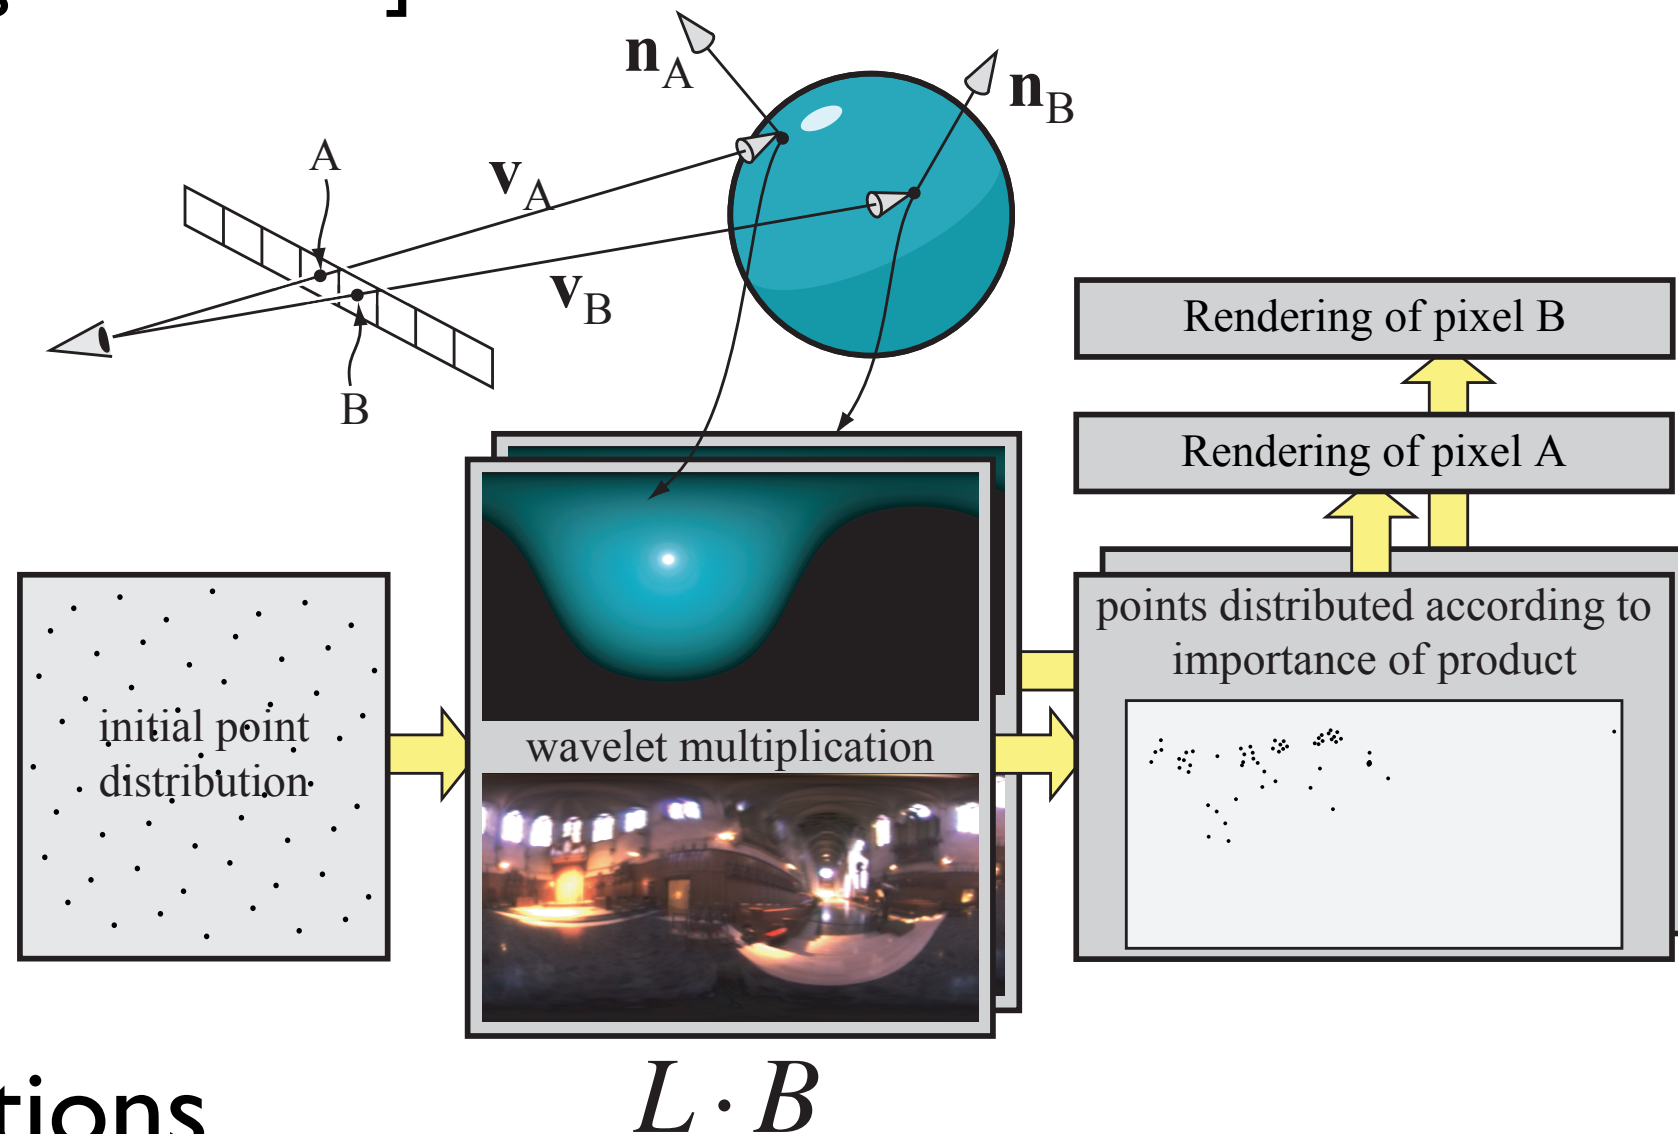 n_A
n_B
A
v_A
v_B
B
Rendering of pixel B
Rendering of pixel A
points distributed according to
importance of product
initial point
distribution
wavelet multiplication
L · B